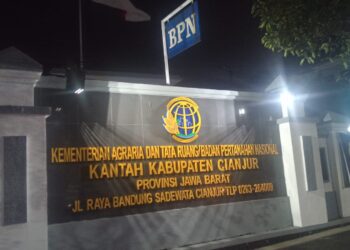 BPN
KEMENTERIAN AGRARIA DAN TATA RUANG/BADAN PERTANAHAN NASIONAL
KANTAH KABUPATEN CIANJUR
PROVINSI JAWA BARAT
JL RAYA BANDUNG SADEWATA CIANJUR TLP 0263-264009